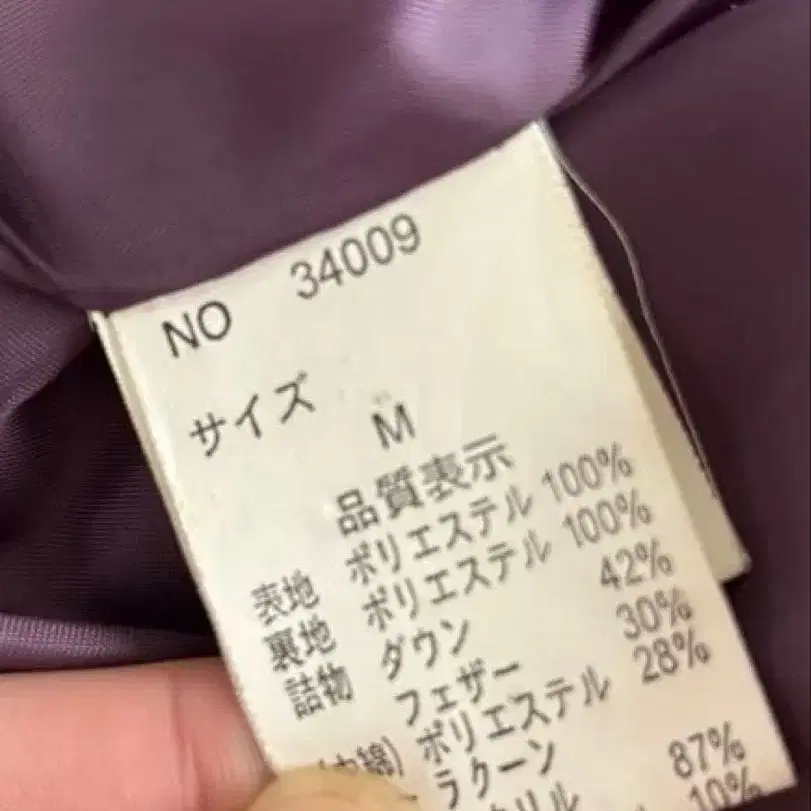 NO 34009
サイズ M
品質表示
表地 ポリエステル 100%
裏地 ポリエステル 100%
詰物 ダウン 42%
フェザー 30%
ポリエステル 28%
ラクーン 87%
10%